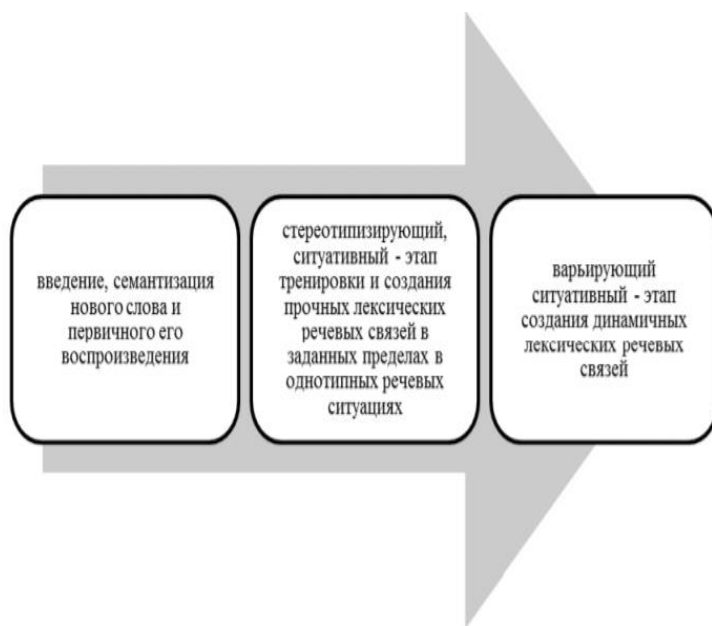 введение, семантизация
нового слова и
первичного его
воспроизведения
стереотипизирующий,
ситуативный - этап
тренировки и создания
прочных лексических
речевых связей в
заданных пределах в
однотипных речевых
ситуациях
варьирующий
ситуативный - этап
создания динамичных
лексических речевых
связей